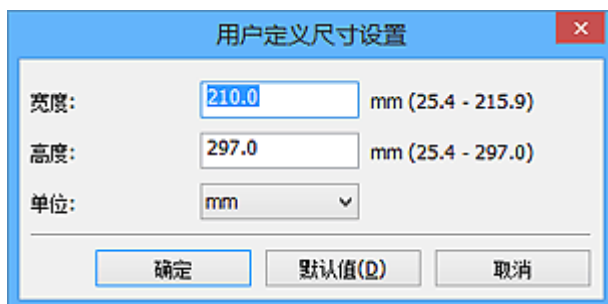 用户定义尺寸设置
宽度: 210.0 mm (25.4 - 215.9)
高度: 297.0 mm (25.4 - 297.0)
单位: mm
确定 默认值(D) 取消